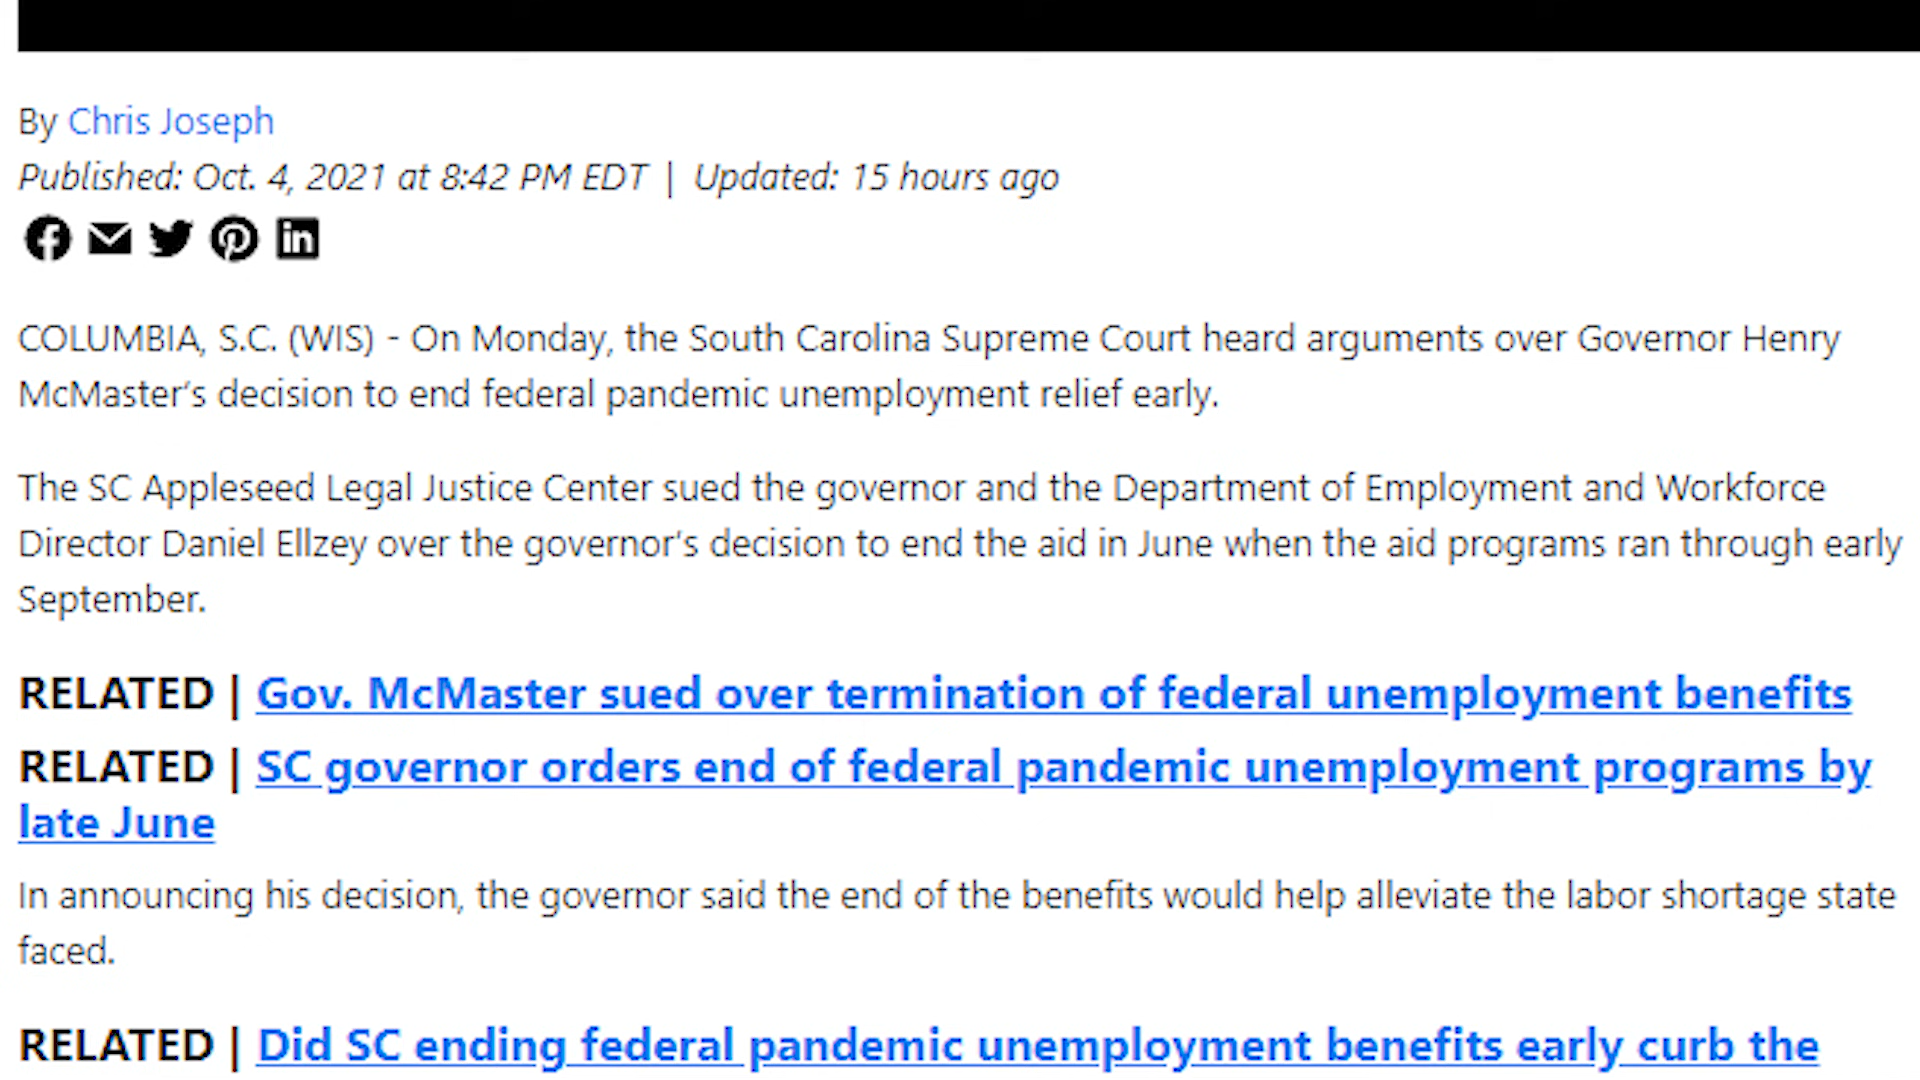 By Chris Joseph
Published: Oct. 4, 2021 at 8:42 PM EDT | Updated: 15 hours ago
COLUMBIA, S.C. (WIS) - On Monday, the South Carolina Supreme Court heard arguments over Governor Henry
McMaster’s decision to end federal pandemic unemployment relief early.
The SC Appleseed Legal Justice Center sued the governor and the Department of Employment and Workforce
Director Daniel Ellzey over the governor’s decision to end the aid in June when the aid programs ran through early
September.
RELATED | Gov. McMaster sued over termination of federal unemployment benefits
RELATED | SC governor orders end of federal pandemic unemployment programs by
late June
In announcing his decision, the governor said the end of the benefits would help alleviate the labor shortage state
faced.
RELATED | Did SC ending federal pandemic unemployment benefits early curb the